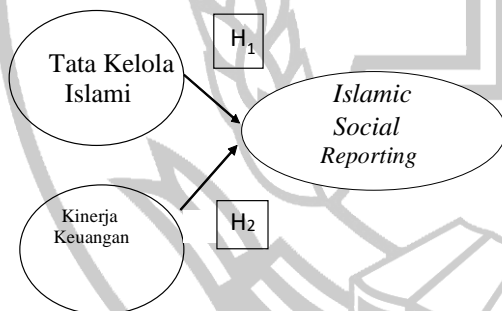 H₁
Tata Kelola
Islami
Islamic
Social
Reporting
Kinerja
Keuangan
H₂